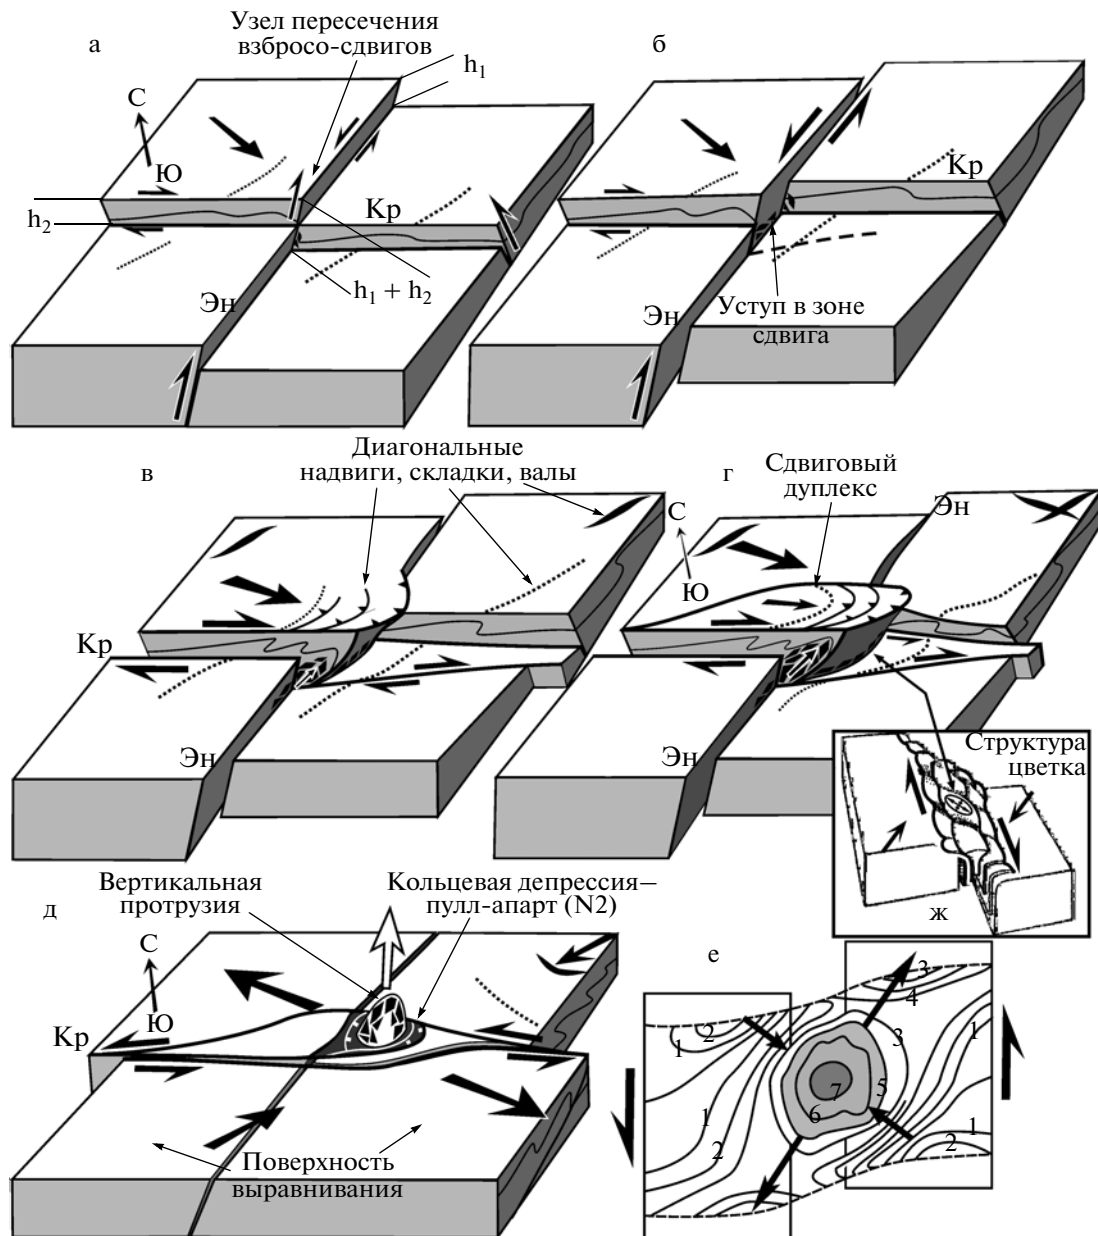 а
Узел пересечения
взбросо-сдвигов
h1
С
Ю
h2
Кр
Эн
h1 + h2
б
Кр
Эн
Уступ в зоне
сдвига
в
Диагональные
надвиги, складки, валы
Кр
Эн
г
Сдвиговый
дуплекс
С
Ю
Эн
Эн
Структура
цветка
ж
д
Вертикальная
протрузия
Кольцевая депрессия–
пулл-апарт (N2)
С
Ю
Кр
Поверхность
выравнивания
е
3
4
2
1
3
1
5
7
6
1
2
1
2